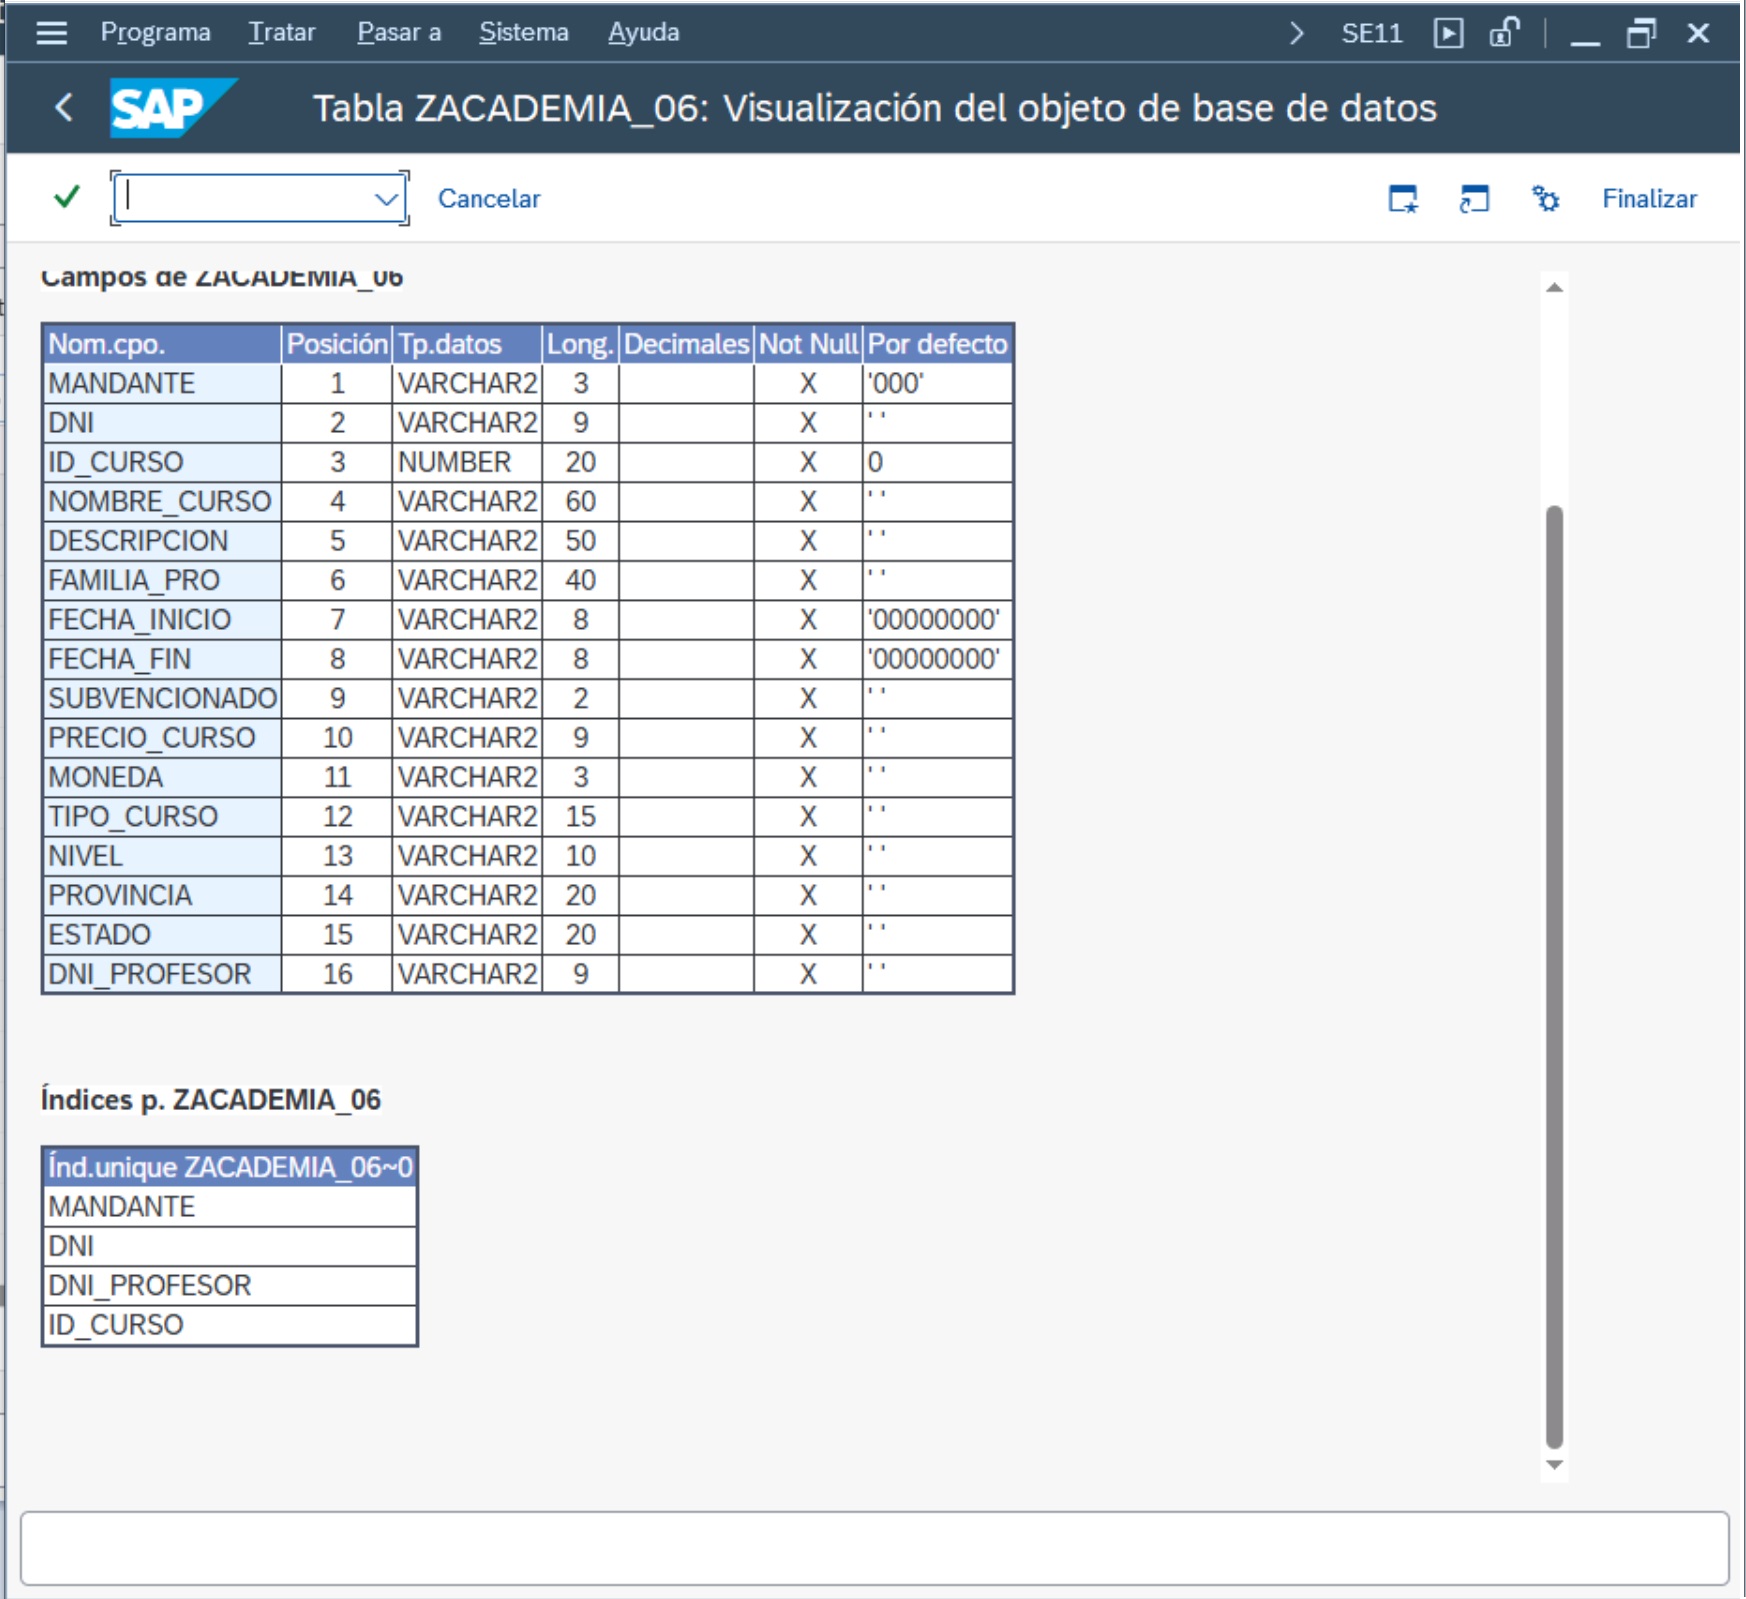 Programa Tratar Pasar a Sistema Ayuda SE11
SAP Tabla ZACADEMIA_06: Visualización del objeto de base de datos
Cancelar Finalizar
Campos de ZACADEMIA_06
Nom.cpo. Posición Tp.datos Long. Decimales Not Null Por defecto
MANDANTE 1 VARCHAR2 3 X '000'
DNI 2 VARCHAR2 9 X ' '
ID_CURSO 3 NUMBER 20 X 0
NOMBRE_CURSO 4 VARCHAR2 60 X ' '
DESCRIPCION 5 VARCHAR2 50 X ' '
FAMILIA_PRO 6 VARCHAR2 40 X ' '
FECHA_INICIO 7 VARCHAR2 8 X '00000000'
FECHA_FIN 8 VARCHAR2 8 X '00000000'
SUBVENCIONADO 9 VARCHAR2 2 X ' '
PRECIO_CURSO 10 VARCHAR2 9 X ' '
MONEDA 11 VARCHAR2 3 X ' '
TIPO_CURSO 12 VARCHAR2 15 X ' '
NIVEL 13 VARCHAR2 10 X ' '
PROVINCIA 14 VARCHAR2 20 X ' '
ESTADO 15 VARCHAR2 20 X ' '
DNI_PROFESOR 16 VARCHAR2 9 X ' '
Índices p. ZACADEMIA_06
Índ.unique ZACADEMIA_06~0
MANDANTE
DNI
DNI_PROFESOR
ID_CURSO